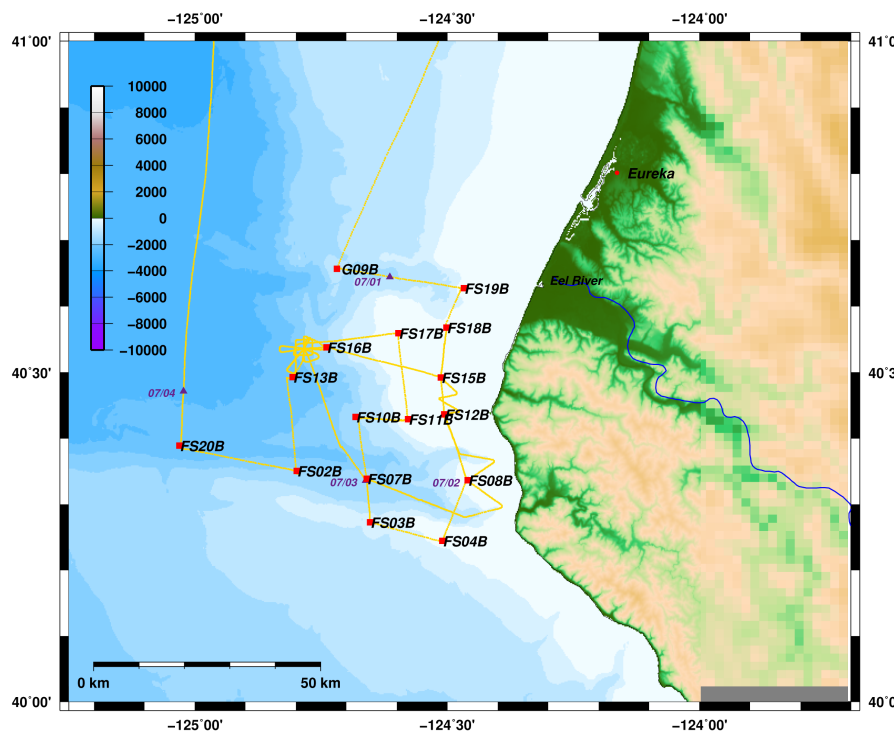 −125˚00' −124˚30' −124˚00'
41˚00' 41˚0
10000
8000
6000
4000
2000
0
−2000
−4000
−6000
−8000
−10000
Eureka
G09B
07/01
Eel River
FS19B
FS18B
FS17B
FS16B
40˚30' 40˚3
FS13B
FS15B
07/04
FS10B
FS11B
FS12B
FS20B
FS02B
07/03
FS07B
07/02
FS08B
FS03B
FS04B
0 km 50 km
40˚00' 40˚0
−125˚00' −124˚30' −124˚00'